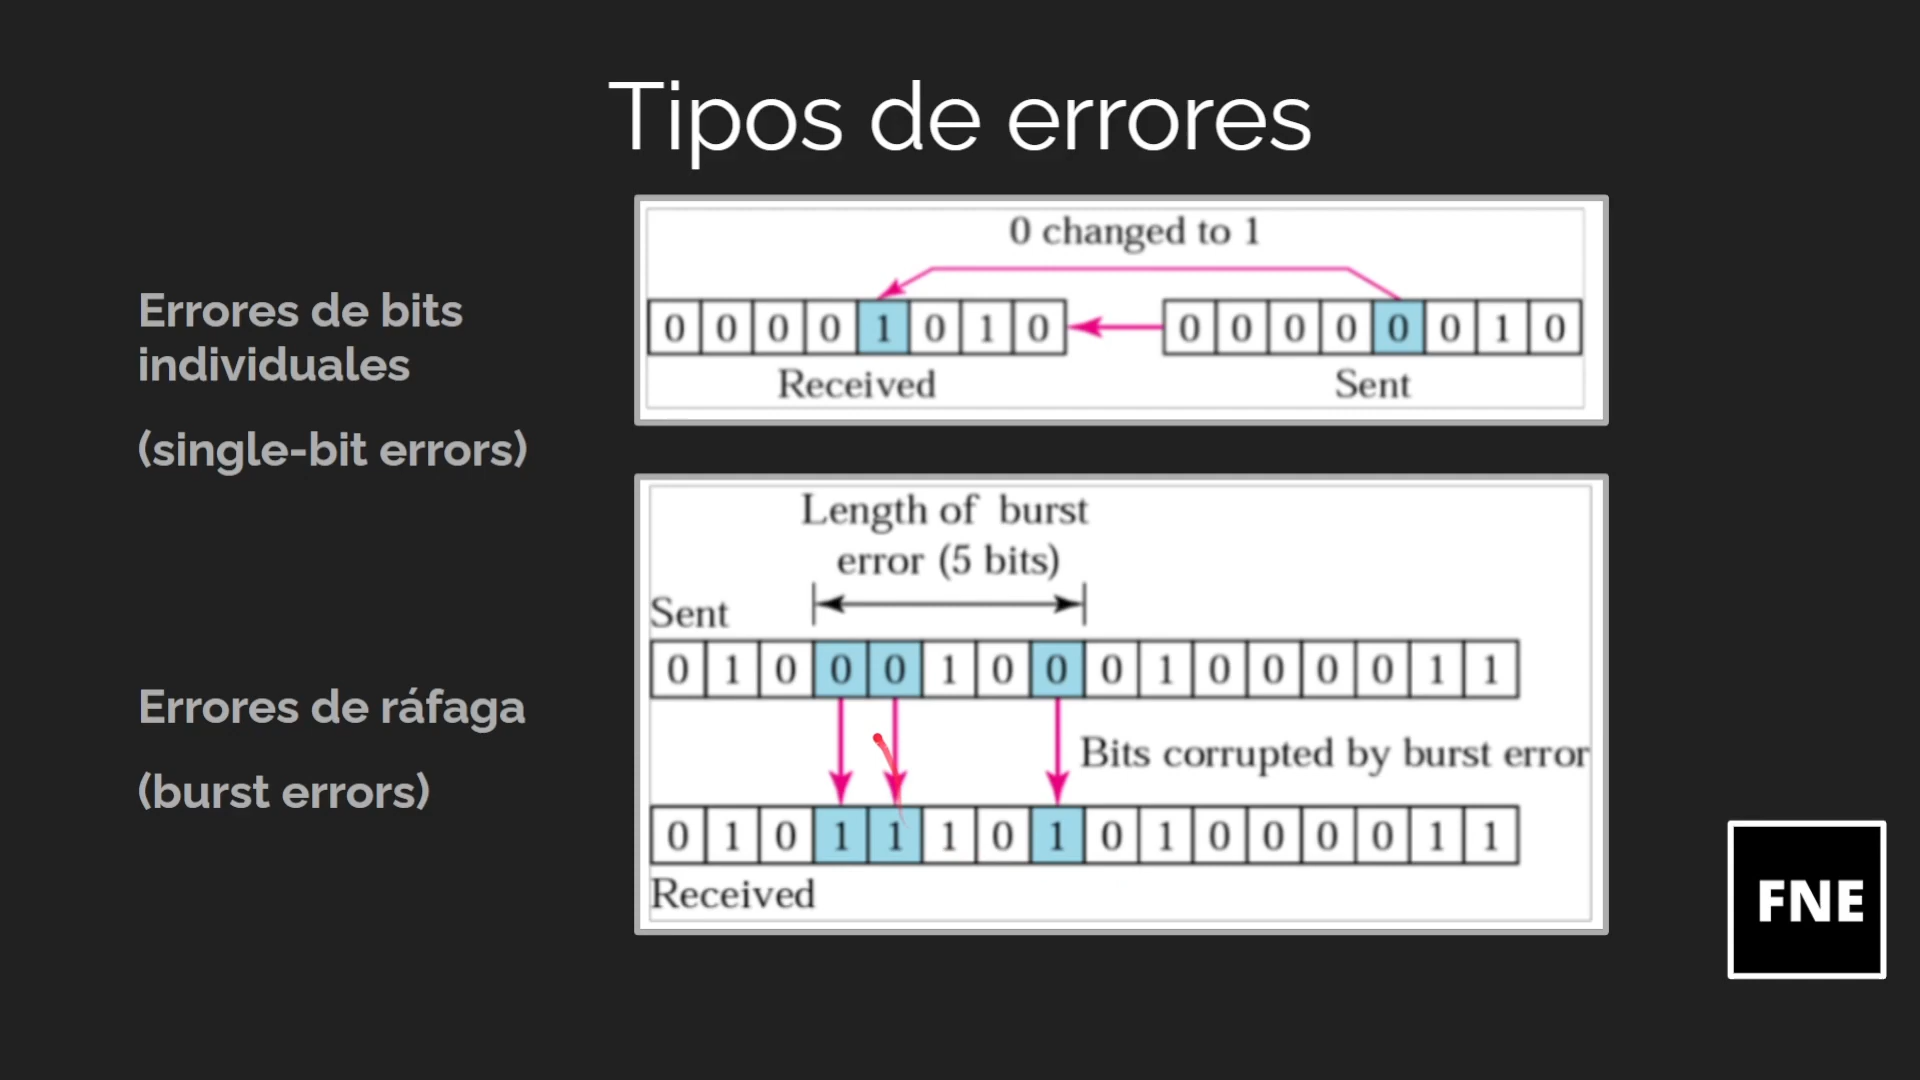 Tipos de errores
Errores de bits
individuales
(single-bit errors)
0 changed to 1
0 0 0 0 1 0 1 0
0 0 0 0 0 0 1 0
Received
Sent
Errores de ráfaga
(burst errors)
Length of burst
error (5 bits)
Sent
0 1 0 0 0 1 0 0 0 1 0 0 0 0 1 1
Bits corrupted by burst error
0 1 0 1 1 1 0 1 0 1 0 0 0 0 1 1
Received
FNE